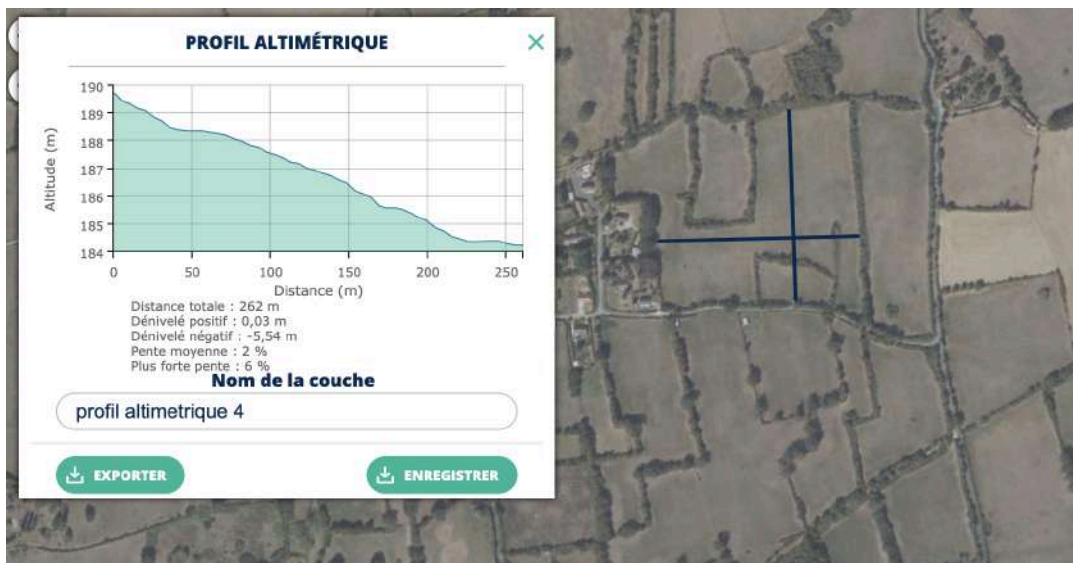 PROFIL ALTIMÉTRIQUE
190
189
188
187
186
185
184
Altitude (m)
0 50 100 150 200 250
Distance (m)
Distance totale : 262 m
Dénivelé positif : 0,03 m
Dénivelé négatif : -5,54 m
Pente moyenne : 2 %
Plus forte pente : 6 %
Nom de la couche
profil altimetrique 4
EXPORTER ENREGISTRER